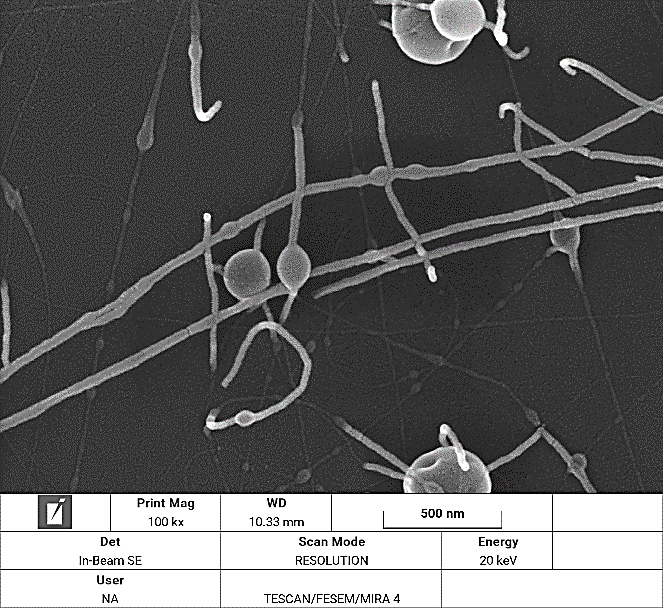 Print Mag
100 kx
WD
10.33 mm
500 nm
Det
In-Beam SE
Scan Mode
RESOLUTION
Energy
20 keV
User
NA
TESCAN/FESEM/MIRA 4